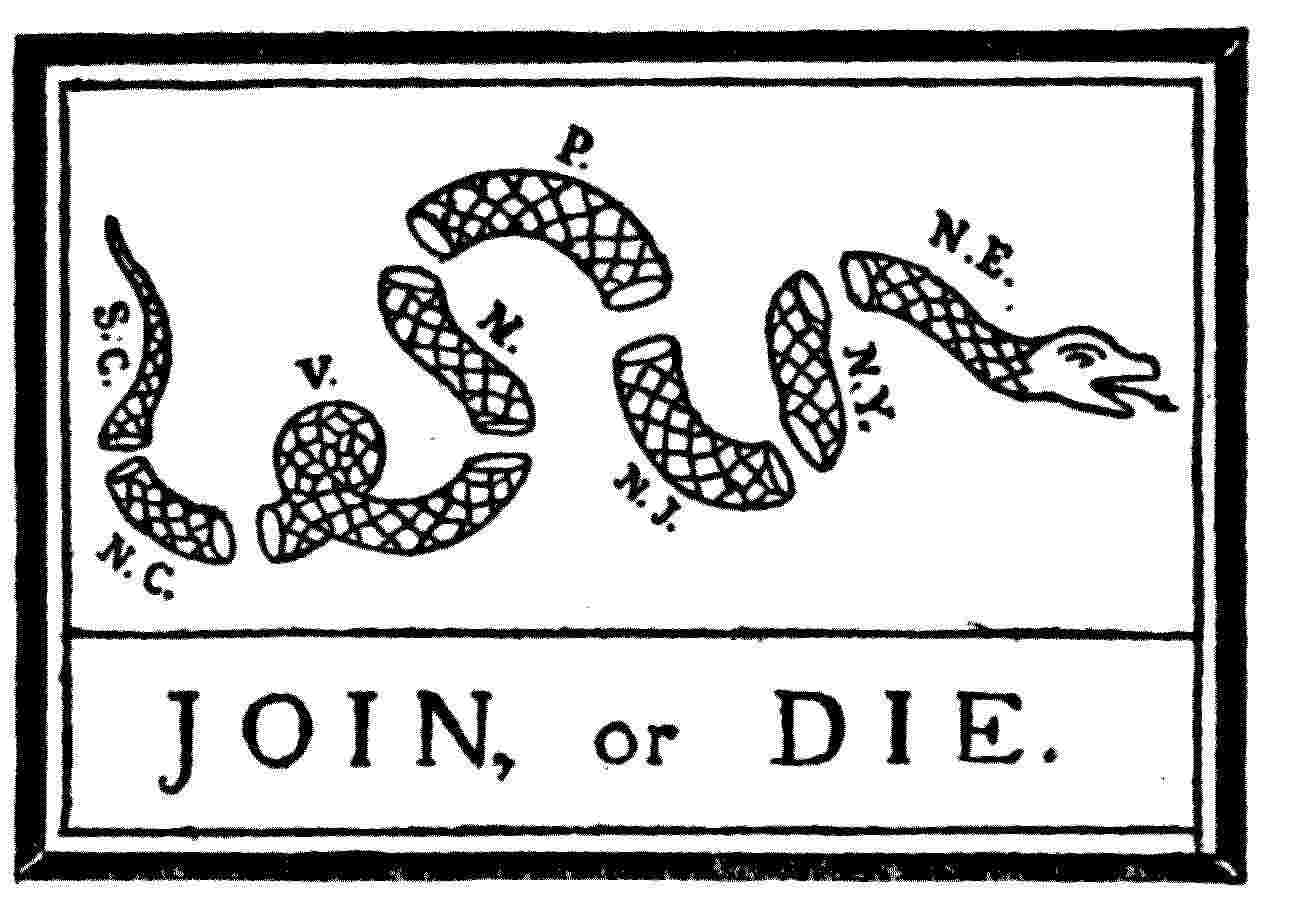 P.
N.E.
S.C.
M.
V.
N.Y.
N.J.
N.C.
JOIN, or DIE.